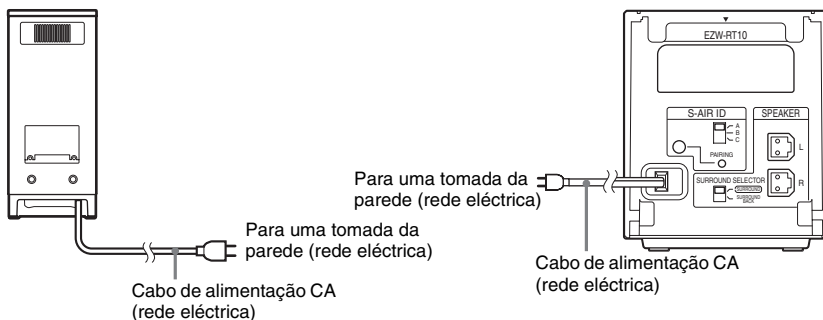 Para uma tomada da
parede (rede eléctrica)
Cabo de alimentação CA
(rede eléctrica)
EZW-RT10
S-AIR ID
A
B
C
PAIRING
SPEAKER
L
R
SURROUND SELECTOR
SURROUND
SURROUND
BACK
Para uma tomada da
parede (rede eléctrica)
Cabo de alimentação CA
(rede eléctrica)